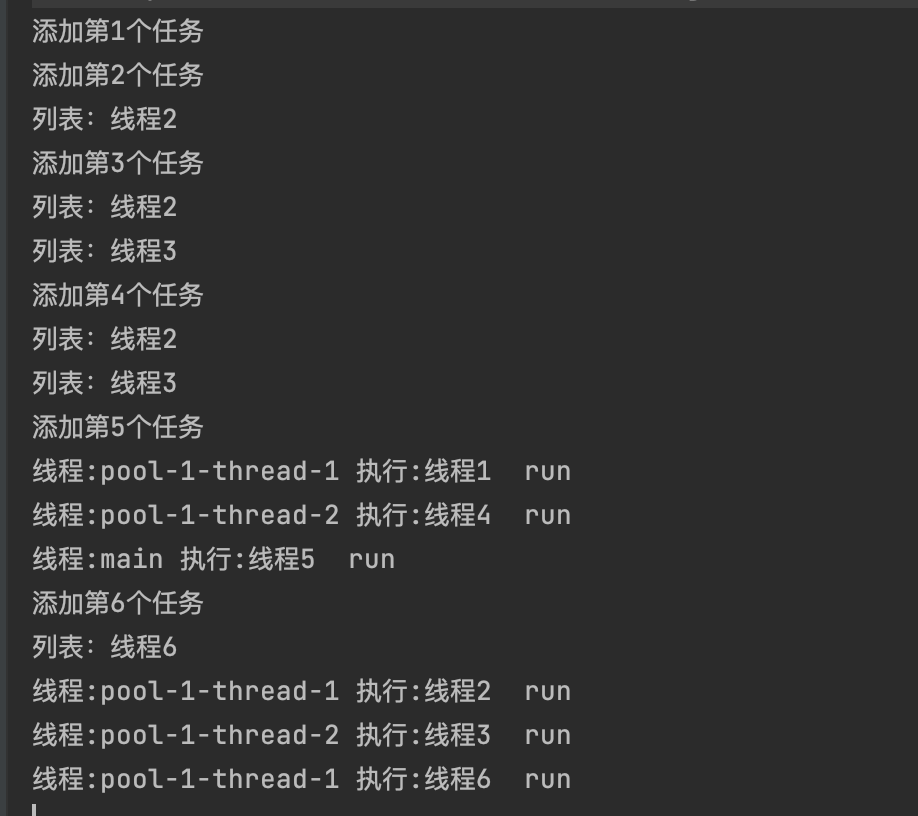 添加第1个任务
添加第2个任务
列表：线程2
添加第3个任务
列表：线程2
列表：线程3
添加第4个任务
列表：线程2
列表：线程3
添加第5个任务
线程:pool-1-thread-1 执行:线程1  run
线程:pool-1-thread-2 执行:线程4  run
线程:main 执行:线程5  run
添加第6个任务
列表：线程6
线程:pool-1-thread-1 执行:线程2  run
线程:pool-1-thread-2 执行:线程3  run
线程:pool-1-thread-1 执行:线程6  run